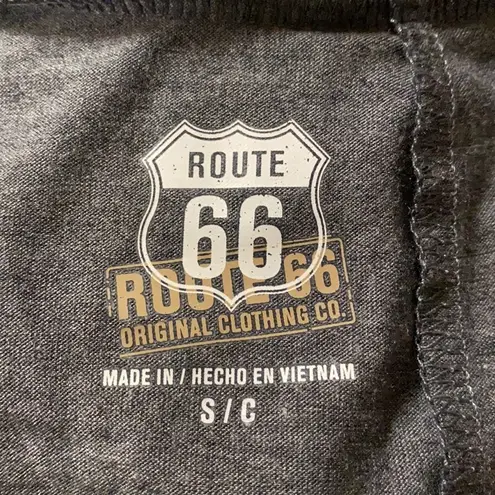 ROUTE
66
ROUTE 66
ORIGINAL CLOTHING CO.
MADE IN / HECHO EN VIETNAM
S / C